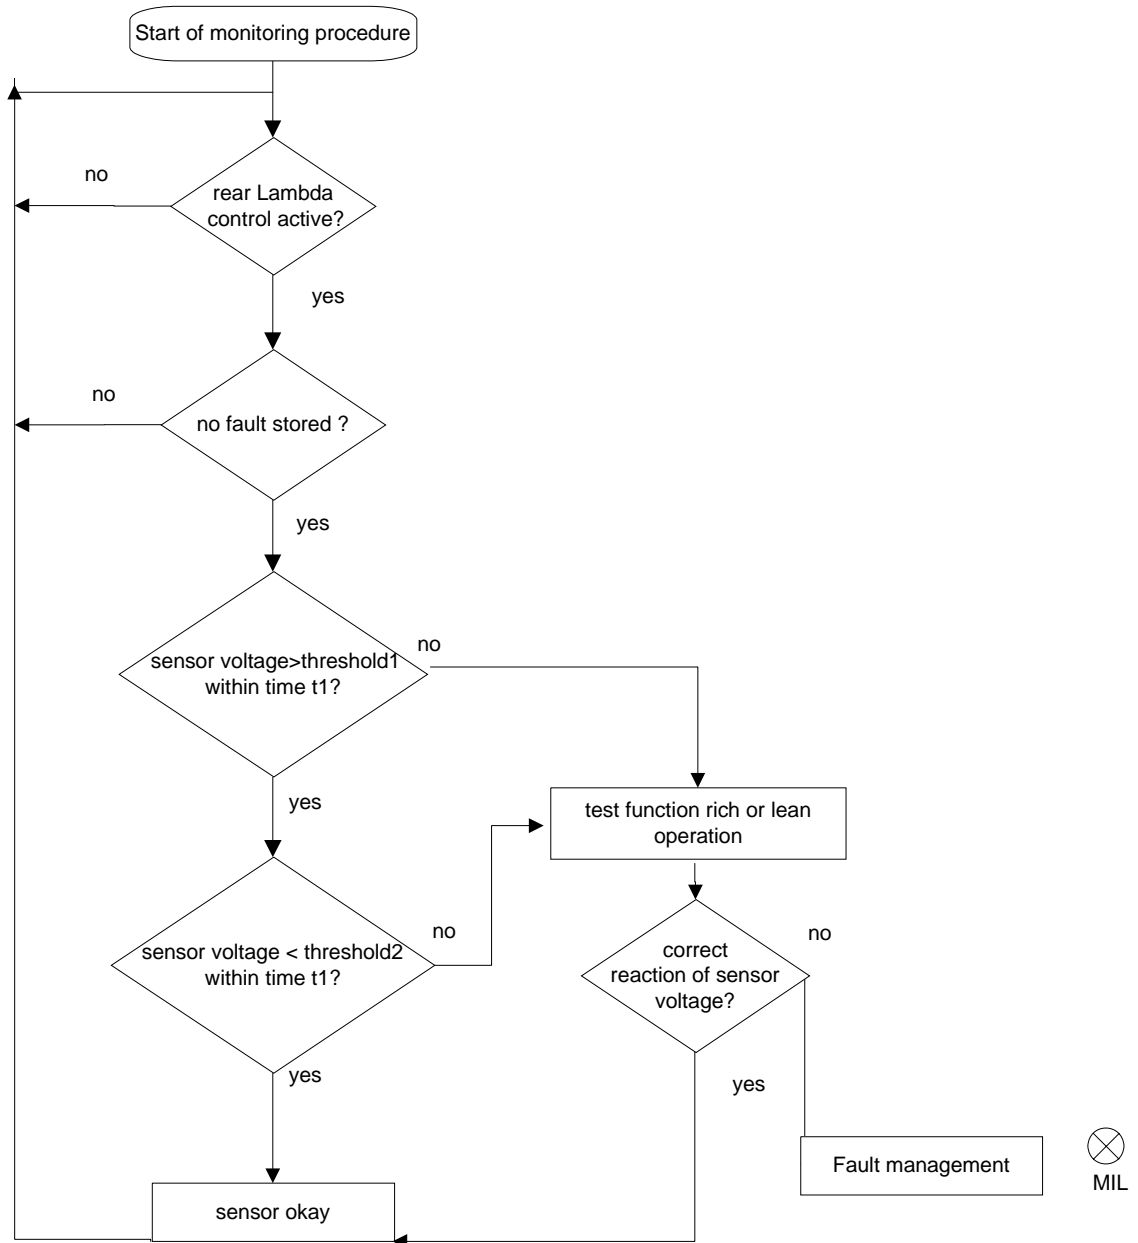 Start of monitoring procedure
no
rear Lambda
control active?
yes
no
no fault stored ?
yes
no
sensor voltage>threshold1
within time t1?
yes
test function rich or lean
operation
no
sensor voltage < threshold2
within time t1?
no
correct
reaction of sensor
voltage?
yes
yes
Fault management
MIL
sensor okay